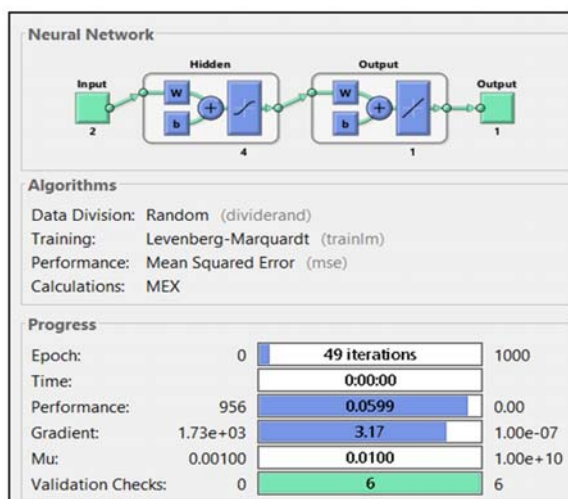 Neural Network
Hidden Output
Input W b + W b + Output
2 4 1 1
Algorithms
Data Division: Random (dividerand)
Training: Levenberg-Marquardt (trainlm)
Performance: Mean Squared Error (mse)
Calculations: MEX
Progress
Epoch: 0 49 iterations 1000
Time: 0:00:00
Performance: 956 0.0599 0.00
Gradient: 1.73e+03 3.17 1.00e-07
Mu: 0.00100 0.0100 1.00e+10
Validation Checks: 0 6 6